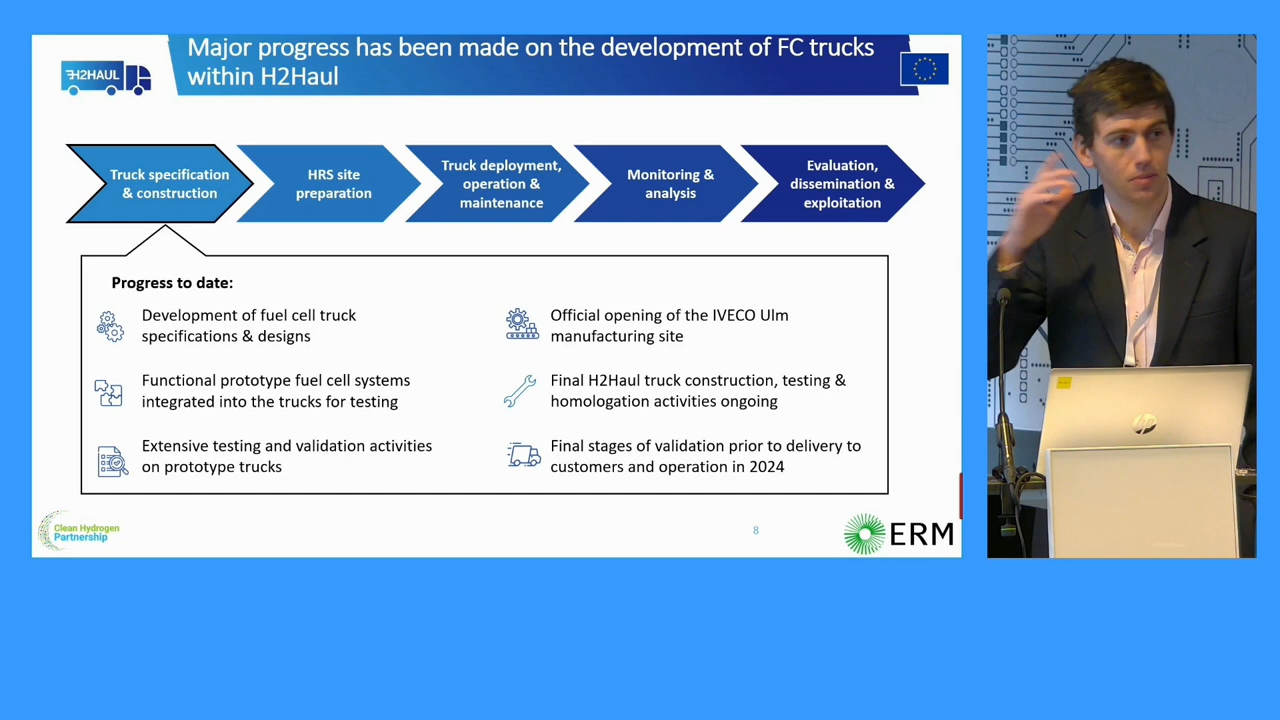 Major progress has been made on the development of FC trucks
within H2Haul
H2HAUL
Truck specification
& construction
HRS site
preparation
Truck deployment,
operation &
maintenance
Monitoring &
analysis
Evaluation,
dissemination &
exploitation
Progress to date:
Development of fuel cell truck
specifications & designs
Functional prototype fuel cell systems
integrated into the trucks for testing
Extensive testing and validation activities
on prototype trucks
Official opening of the IVECO Ulm
manufacturing site
Final H2Haul truck construction, testing &
homologation activities ongoing
Final stages of validation prior to delivery to
customers and operation in 2024
Clean Hydrogen
Partnership
8
ERM
hp